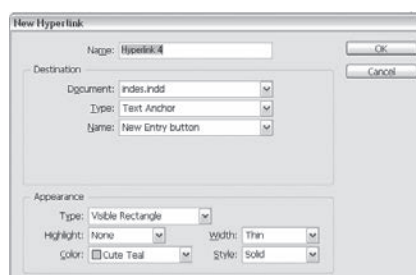 New Hyperlink
Name: Hyperlink 4
OK
Cancel
Destination
Document: indes.indd
Type: Text Anchor
Name: New Entry button
Appearance
Type: Visible Rectangle
Highlight: None Width: Thin
Color: Cute Teal Style: Solid